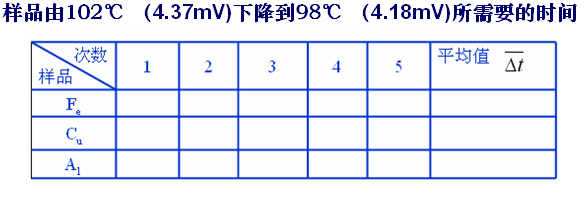 样品由102℃ (4.37mV)下降到98℃ (4.18mV)所需要的时间
次数
样品 1 2 3 4 5 平均值 Δt
Fe
Cu
Al